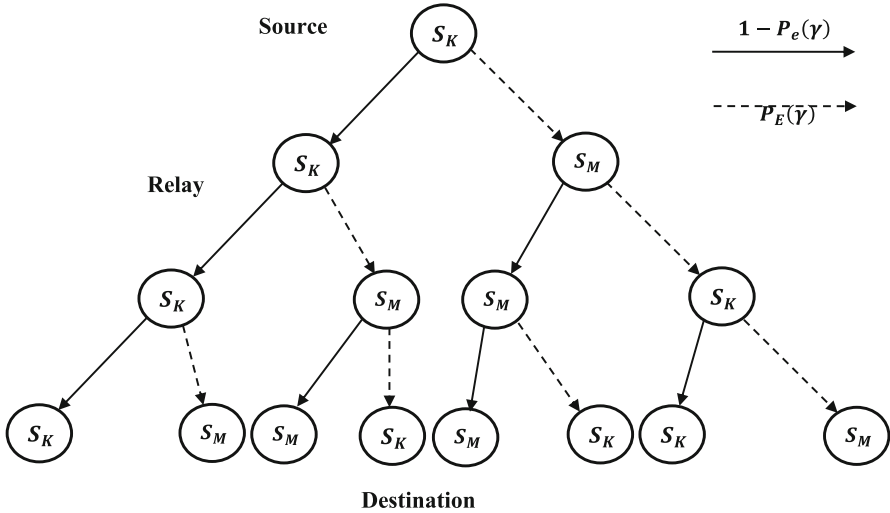 Source
S_K
1 − P_e(γ)
P_E(γ)
Relay
S_K
S_M
S_K
S_M
S_M
S_K
S_K
S_M
S_M
S_K
S_M
S_K
S_K
S_M
Destination